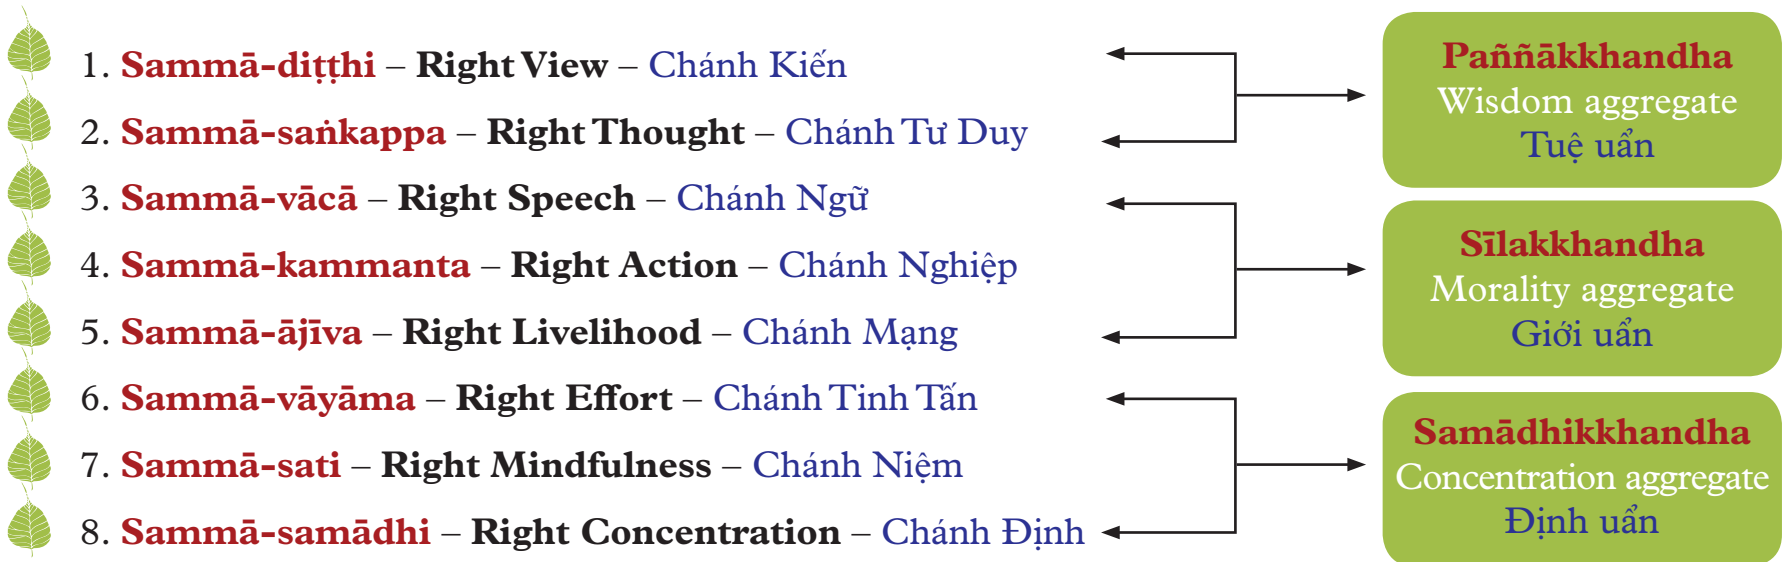 1. Sammā-diṭṭhi – Right View – Chánh Kiến
2. Sammā-saṅkappa – Right Thought – Chánh Tư Duy
3. Sammā-vācā – Right Speech – Chánh Ngữ
4. Sammā-kammanta – Right Action – Chánh Nghiệp
5. Sammā-ājīva – Right Livelihood – Chánh Mạng
6. Sammā-vāyāma – Right Effort – Chánh Tinh Tấn
7. Sammā-sati – Right Mindfulness – Chánh Niệm
8. Sammā-samādhi – Right Concentration – Chánh Định
Paññākkhandha
Wisdom aggregate
Tuệ uẩn
Sīlakkhandha
Morality aggregate
Giới uẩn
Samādhikkhandha
Concentration aggregate
Định uẩn